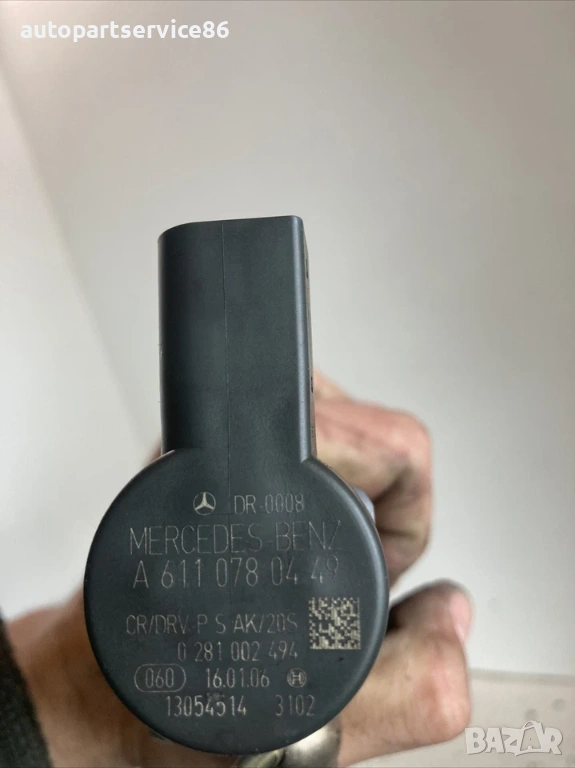 autopartservice86
DR-0008
MERCEDES-BENZ
A 611 078 04 49
CR/DRV-P S AK/20S
0 281 002 494
060 16.01.06
13054514 3102
BAZAR